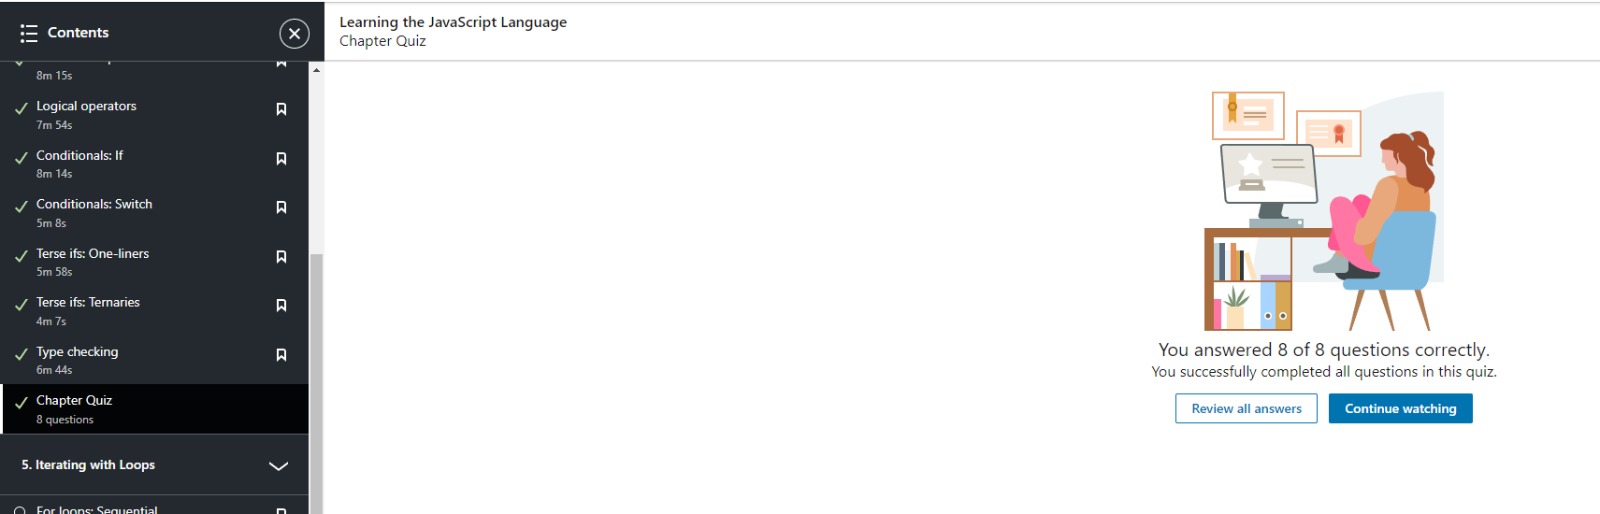 Contents
8m 15s
Logical operators
7m 54s
Conditionals: If
8m 14s
Conditionals: Switch
5m 8s
Terse ifs: One-liners
5m 58s
Terse ifs: Ternaries
4m 7s
Type checking
6m 44s
Chapter Quiz
8 questions
5. Iterating with Loops
For loops: Sequential
Learning the JavaScript Language
Chapter Quiz
You answered 8 of 8 questions correctly.
You successfully completed all questions in this quiz.
Review all answers
Continue watching